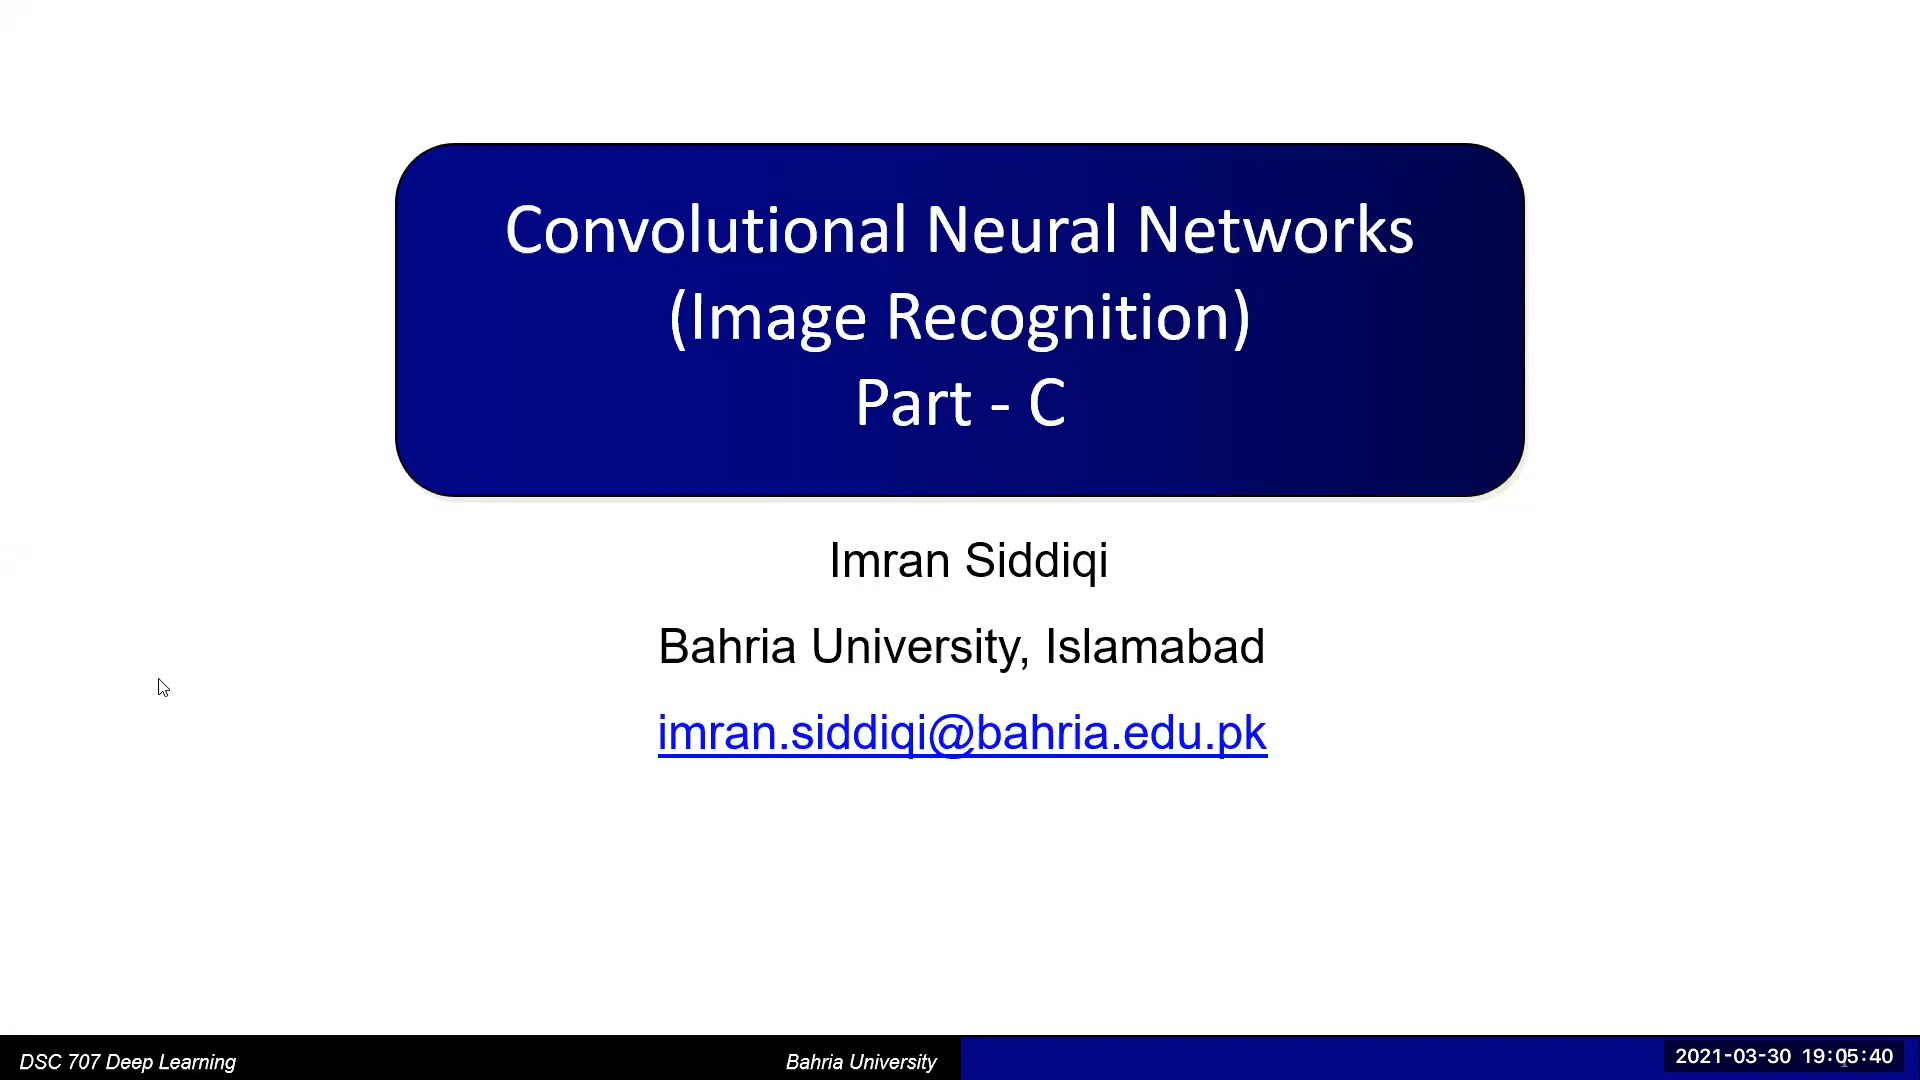 Convolutional Neural Networks
(Image Recognition)
Part - C
Imran Siddiqi
Bahria University, Islamabad
imran.siddiqi@bahria.edu.pk
DSC 707 Deep Learning
Bahria University
2021-03-30 19:05:40